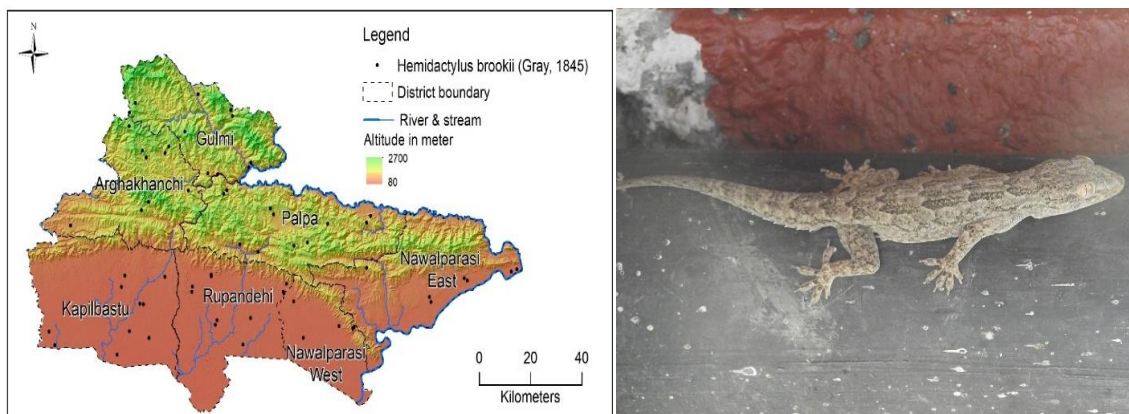 N
Legend
Hemidactylus brookii (Gray, 1845)
District boundary
River & stream
Altitude in meter
2700
80
Gulmi
Arghakhanchi
Palpa
Nawalparasi
East
Kapilbastu
Rupandehi
Nawalparasi
West
0 20 40
Kilometers